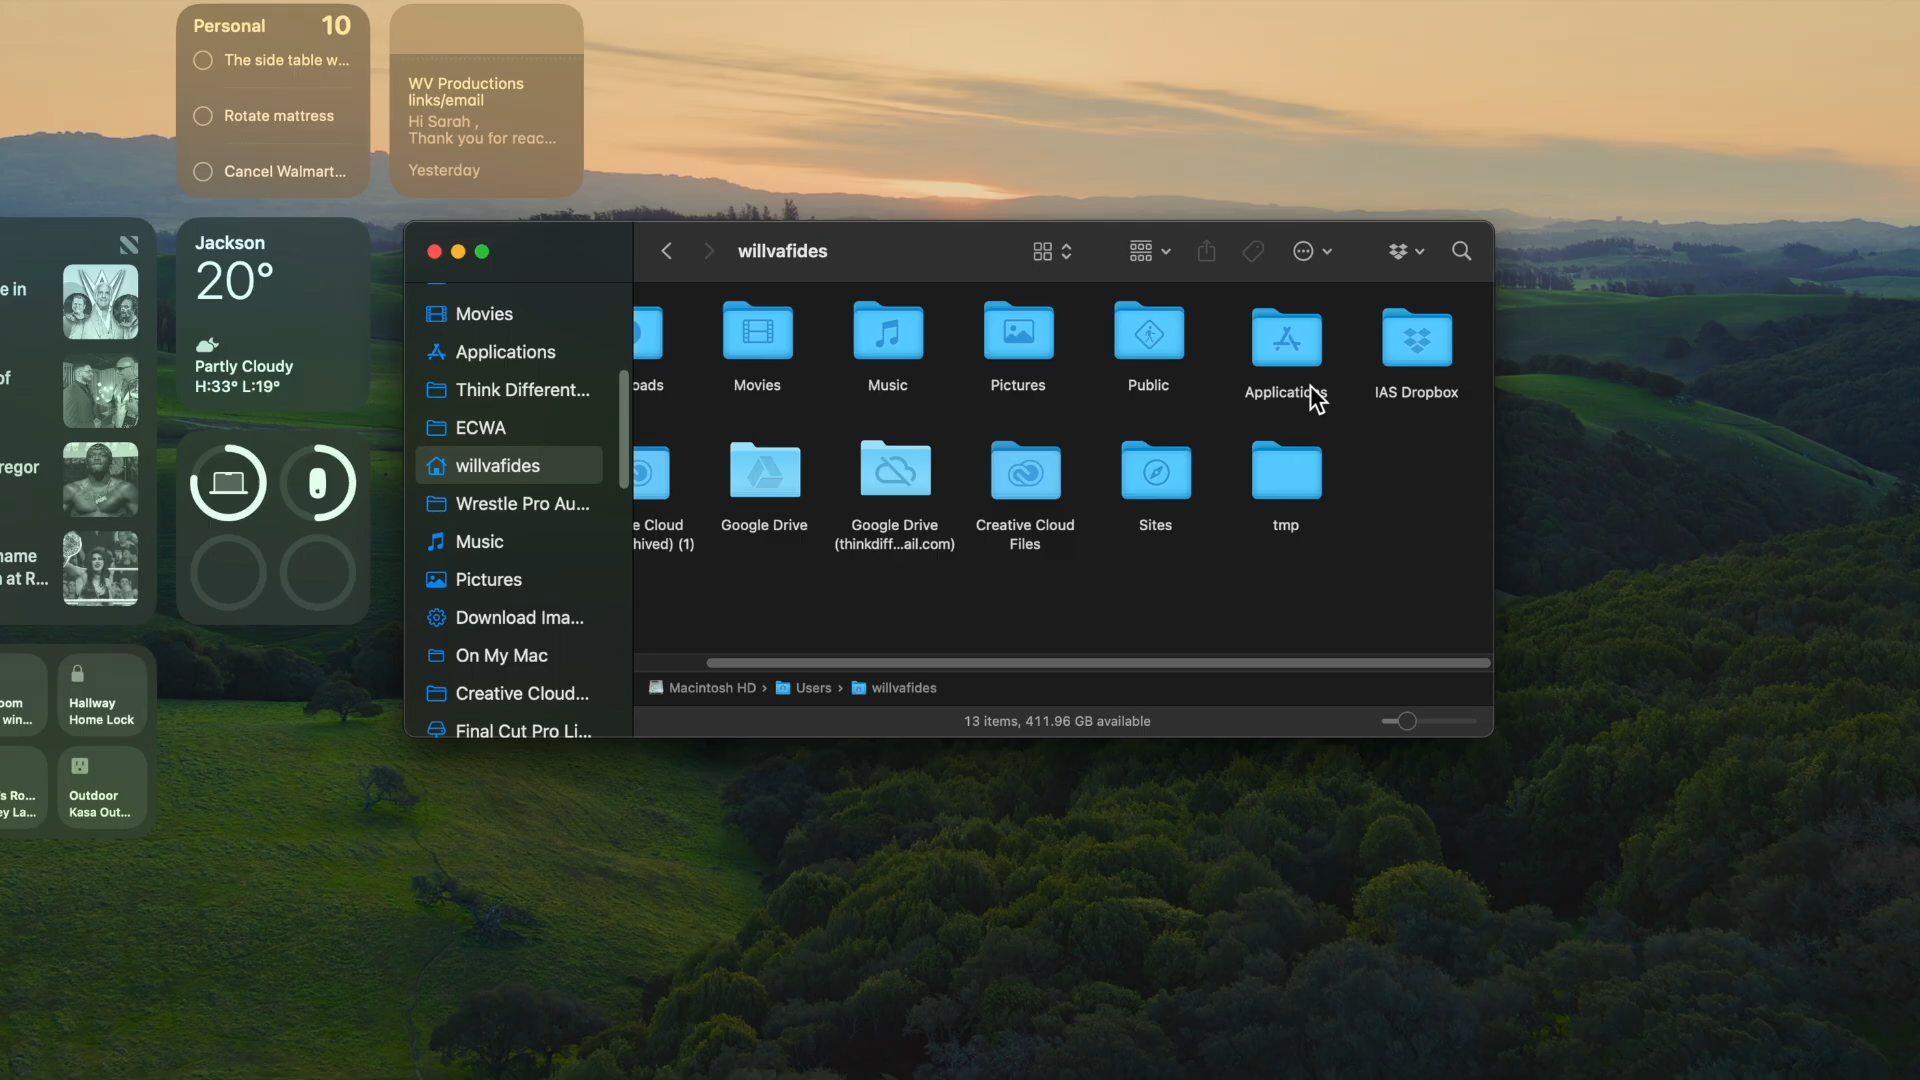 Personal 10
The side table w...
Rotate mattress
Cancel Walmart...
WV Productions
links/email
Hi Sarah ,
Thank you for reac...
Yesterday
e in
of
regor
name
at R...
Jackson
20°
Partly Cloudy
H:33° L:19°
oom
win...
Hallway
Home Lock
's Ro...
ey La...
Outdoor
Kasa Out...
willvafides
Movies
Applications
Think Different...
ECWA
willvafides
Wrestle Pro Au...
Music
Pictures
Download Ima...
On My Mac
Creative Cloud...
Final Cut Pro Li...
oads
Movies
Music
Pictures
Public
Applications
IAS Dropbox
e Cloud
hived) (1)
Google Drive
Google Drive
(thinkdiff...ail.com)
Creative Cloud
Files
Sites
tmp
Macintosh HD › Users › willvafides
13 items, 411.96 GB available